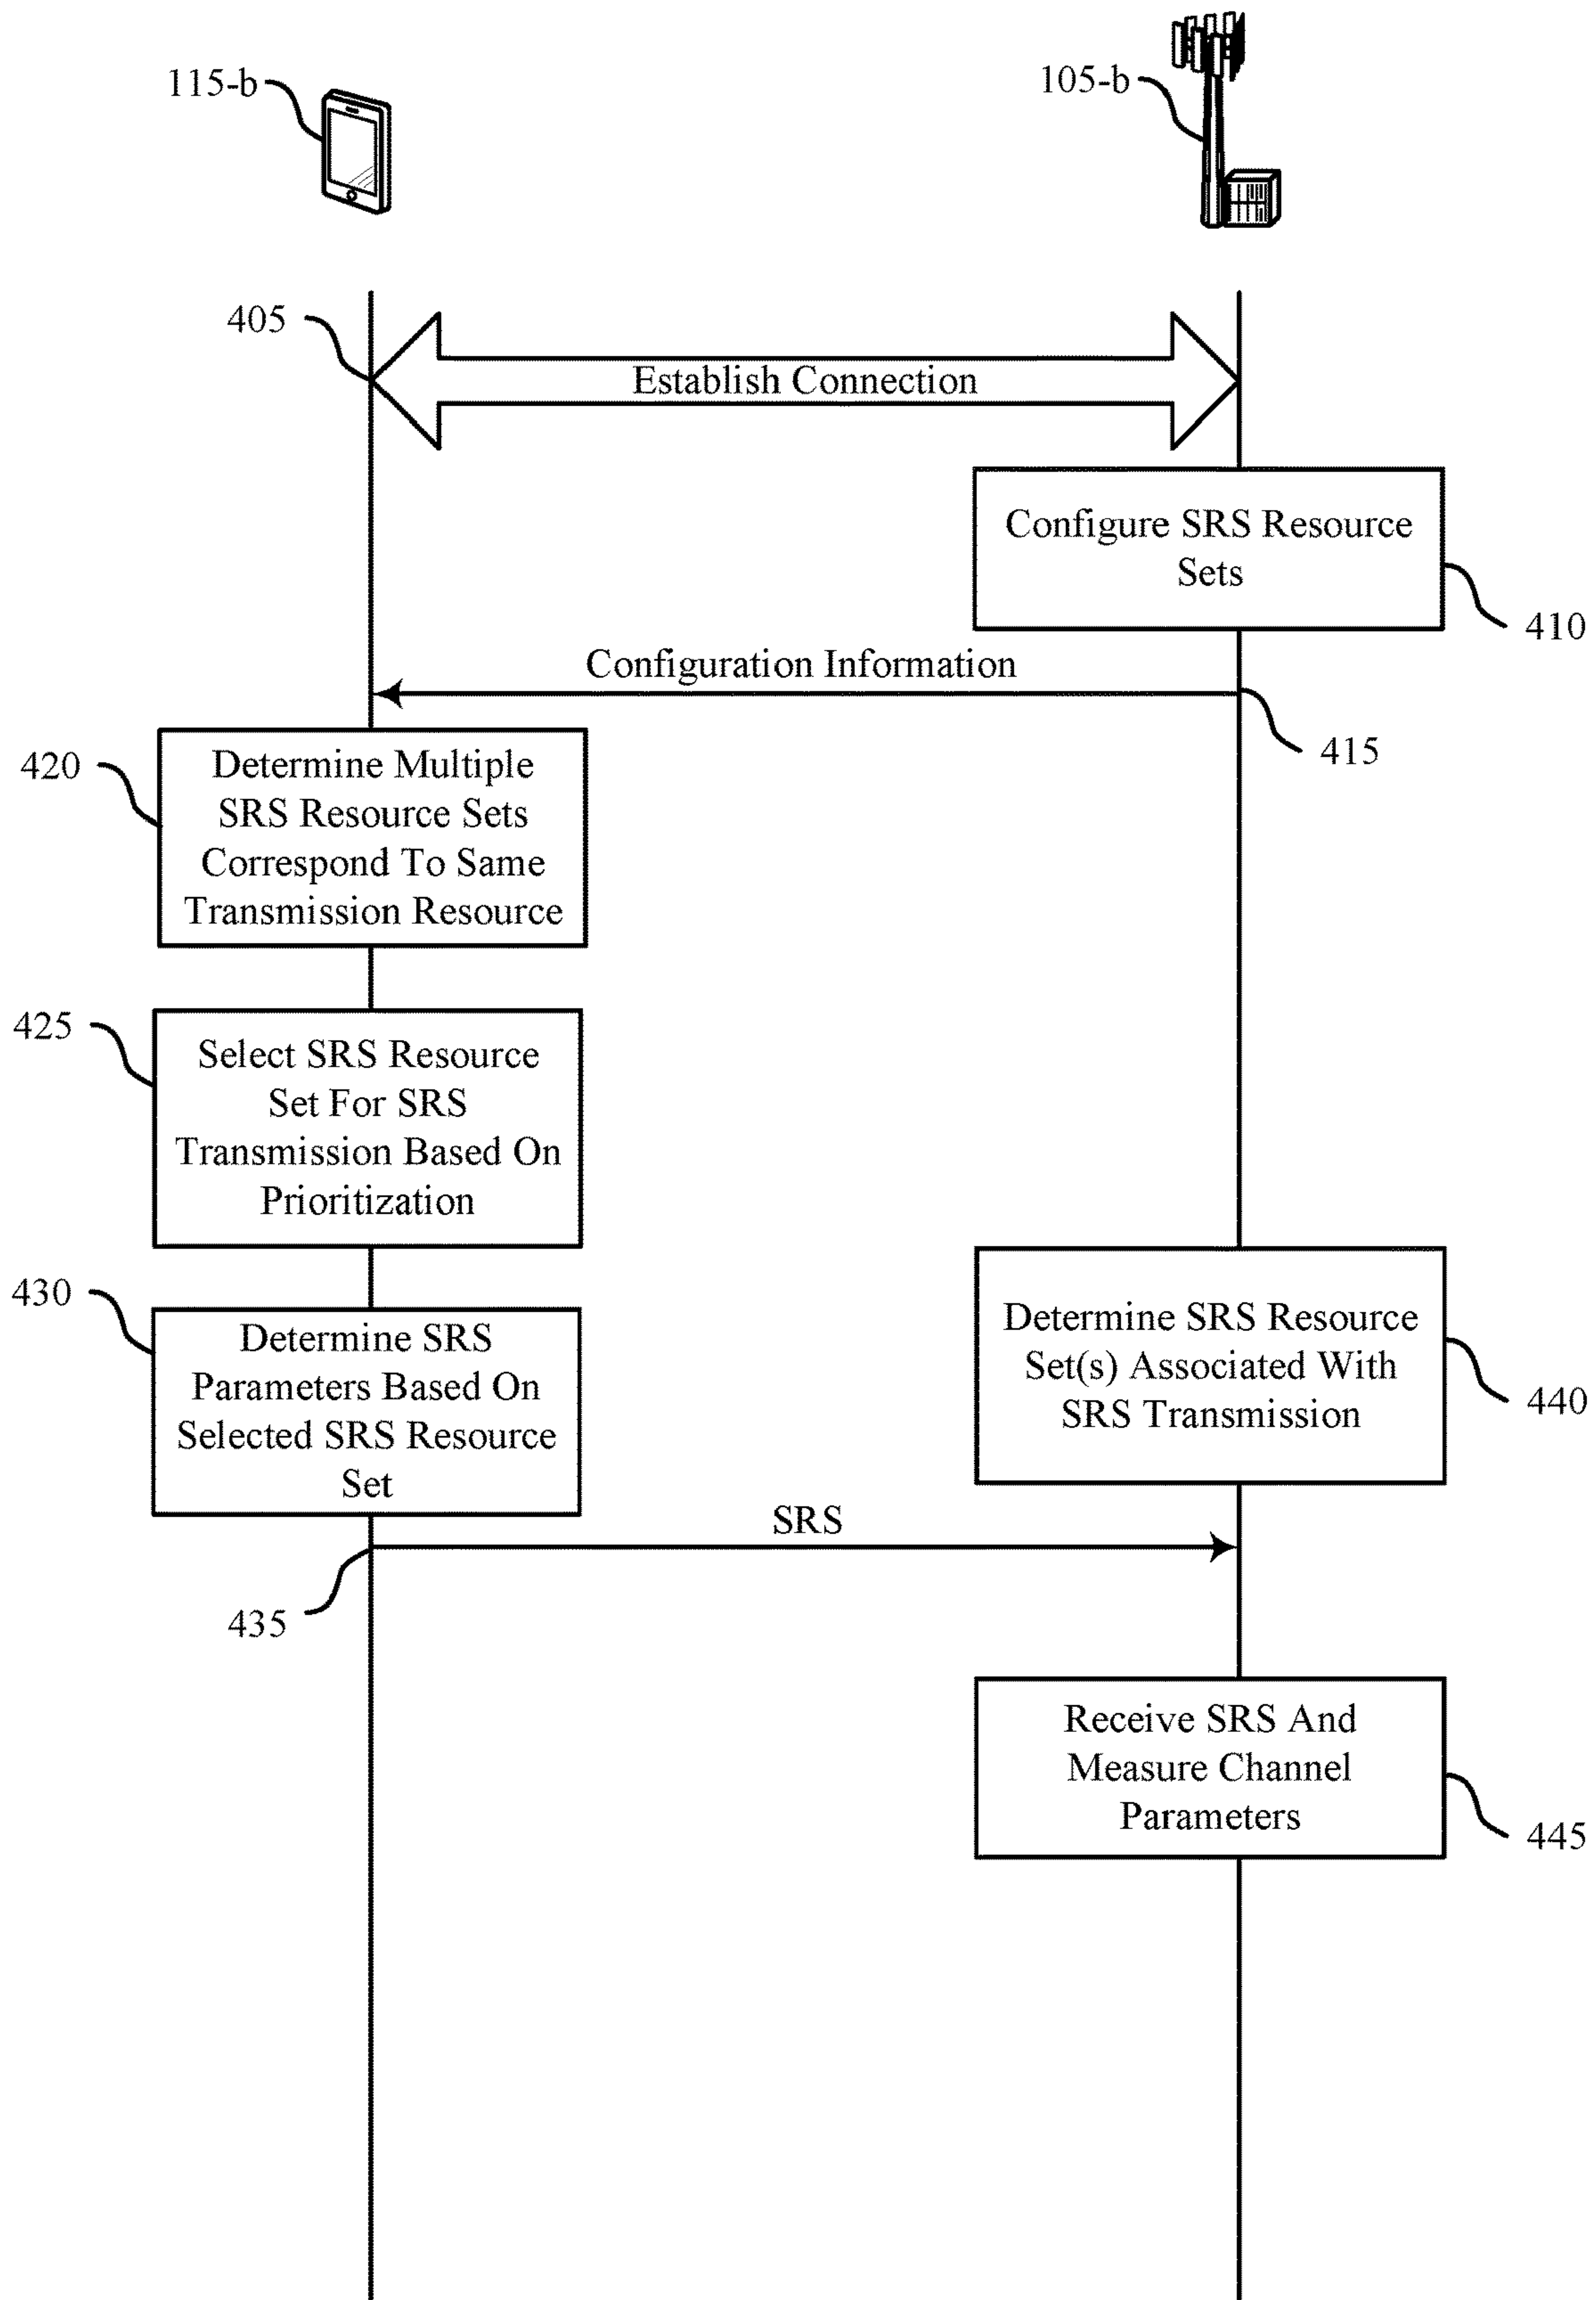 115-b
105-b
405
Establish Connection
Configure SRS Resource
Sets
410
Configuration Information
415
420
Determine Multiple
SRS Resource Sets
Correspond To Same
Transmission Resource
425
Select SRS Resource
Set For SRS
Transmission Based On
Prioritization
430
Determine SRS
Parameters Based On
Selected SRS Resource
Set
Determine SRS Resource
Set(s) Associated With
SRS Transmission
440
SRS
435
Receive SRS And
Measure Channel
Parameters
445